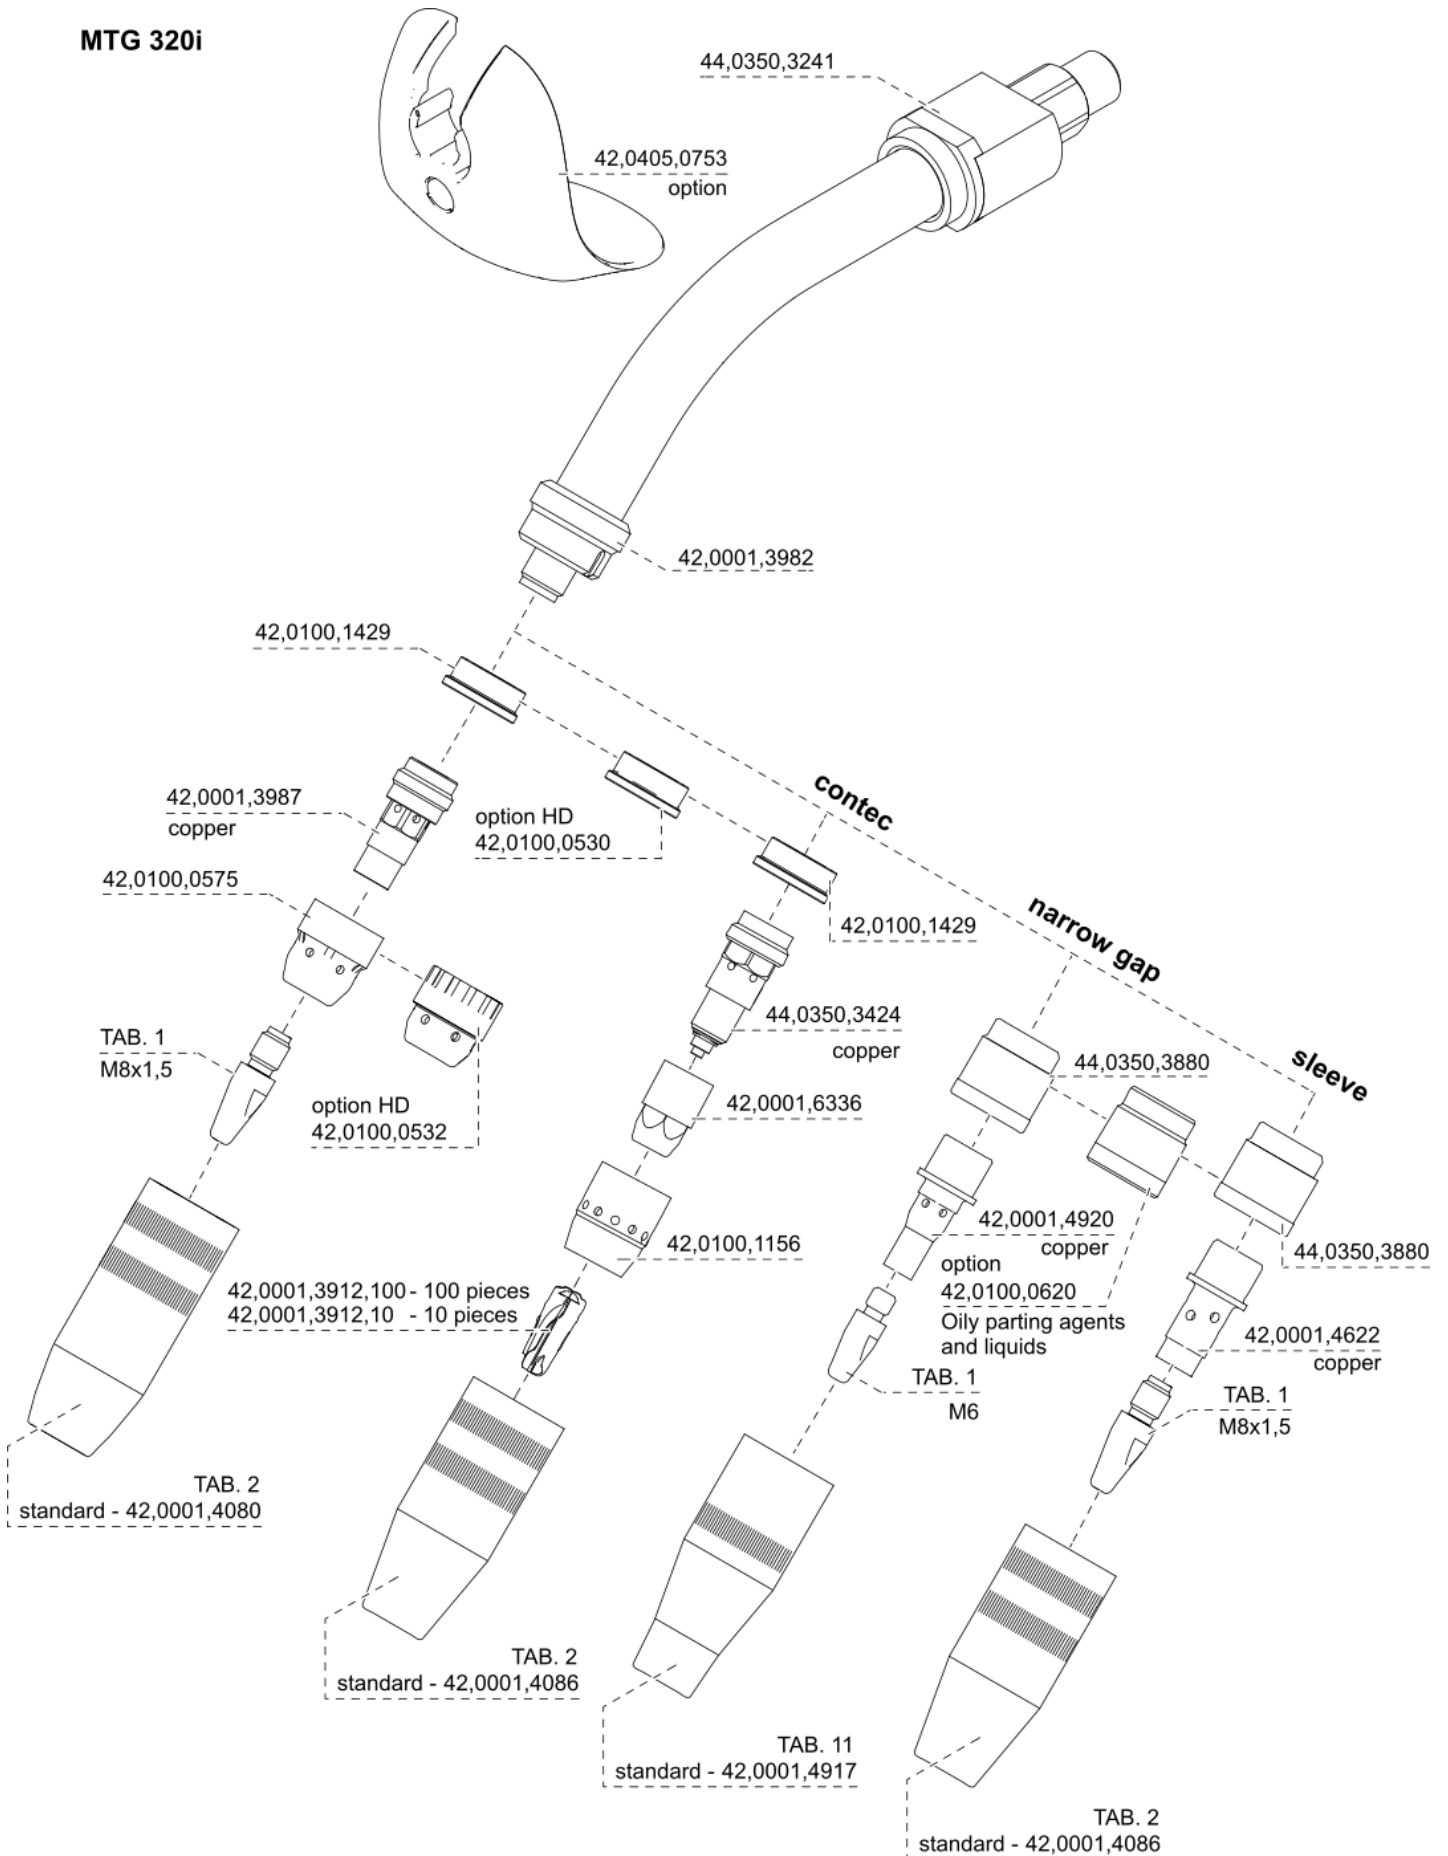 MTG 320i
44,0350,3241
42,0405,0753
option
42,0001,3982
42,0100,1429
contec
42,0001,3987
copper
option HD
42,0100,0530
42,0100,0575
42,0100,1429
narrow gap
44,0350,3424
copper
TAB. 1
M8x1,5
44,0350,3880
sleeve
option HD
42,0100,0532
42,0001,6336
42,0001,4920
copper
42,0100,1156
44,0350,3880
option
42,0100,0620
Oily parting agents
and liquids
42,0001,3912,100 - 100 pieces
42,0001,3912,10 - 10 pieces
42,0001,4622
copper
TAB. 1
M6
TAB. 1
M8x1,5
TAB. 2
standard - 42,0001,4080
TAB. 2
standard - 42,0001,4086
TAB. 11
standard - 42,0001,4917
TAB. 2
standard - 42,0001,4086